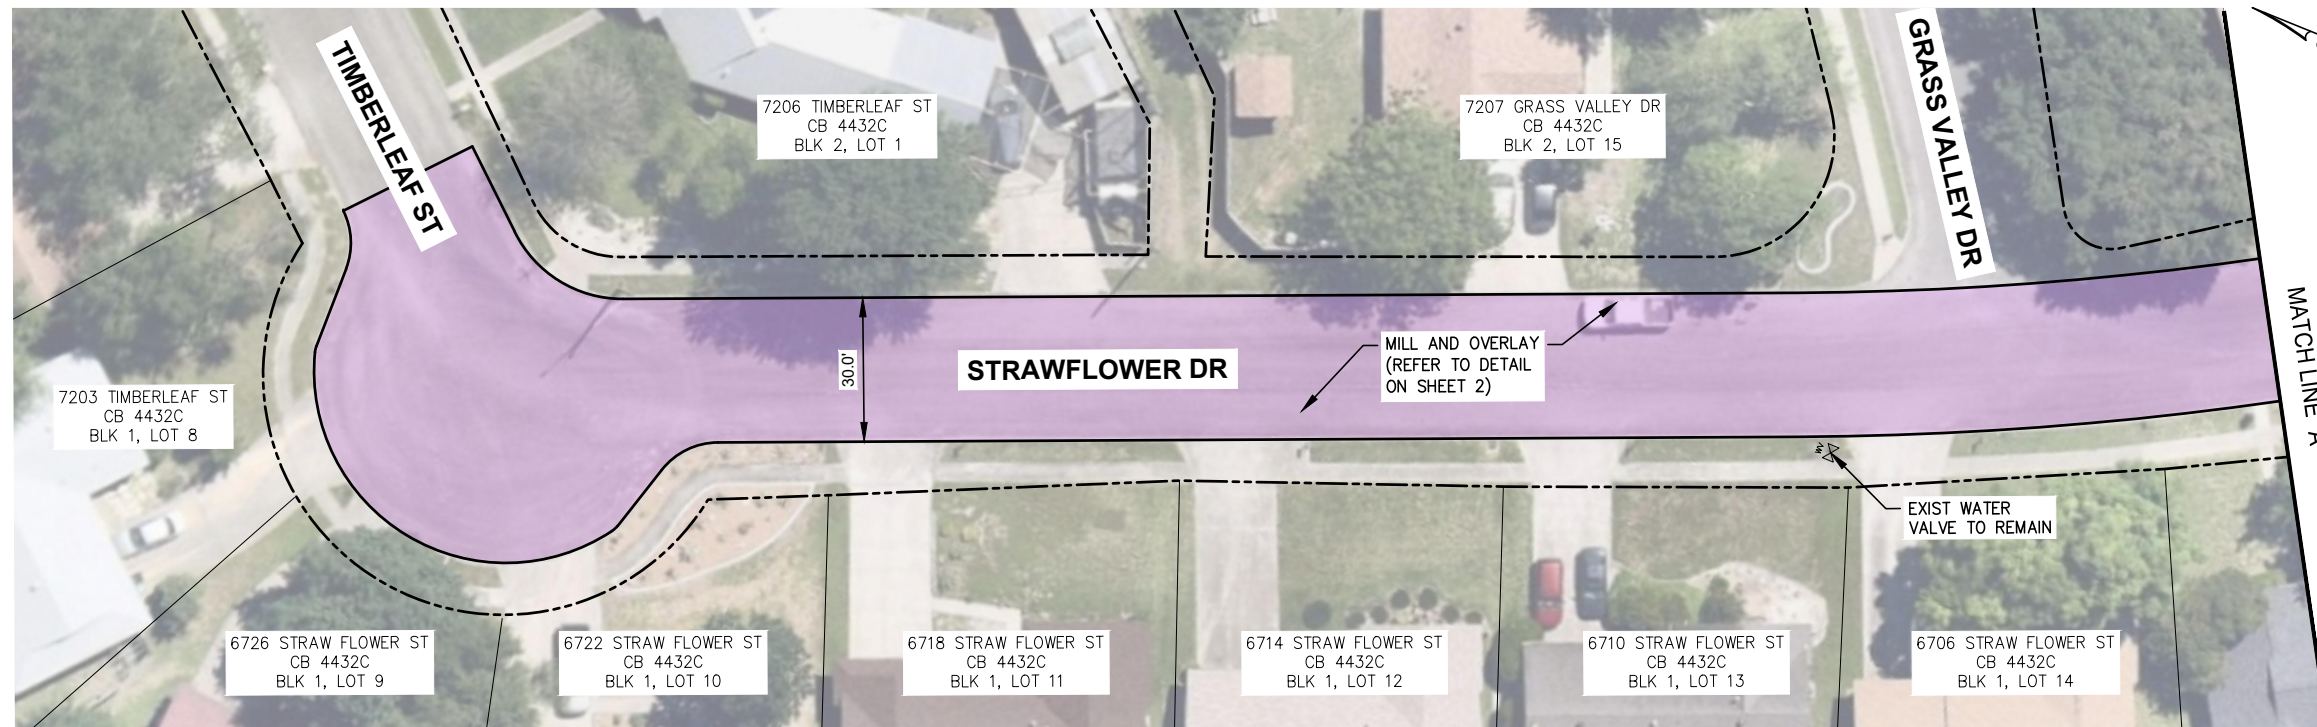 TIMBERLEAF ST
7206 TIMBERLEAF ST
CB 4432C
BLK 2, LOT 1
7207 GRASS VALLEY DR
CB 4432C
BLK 2, LOT 15
GRASS VALLEY DR
MATCH LINE 'A'
30.0'
STRAWFLOWER DR
MILL AND OVERLAY
(REFER TO DETAIL
ON SHEET 2)
7203 TIMBERLEAF ST
CB 4432C
BLK 1, LOT 8
W
EXIST WATER
VALVE TO REMAIN
6726 STRAW FLOWER ST
CB 4432C
BLK 1, LOT 9
6722 STRAW FLOWER ST
CB 4432C
BLK 1, LOT 10
6718 STRAW FLOWER ST
CB 4432C
BLK 1, LOT 11
6714 STRAW FLOWER ST
CB 4432C
BLK 1, LOT 12
6710 STRAW FLOWER ST
CB 4432C
BLK 1, LOT 13
6706 STRAW FLOWER ST
CB 4432C
BLK 1, LOT 14